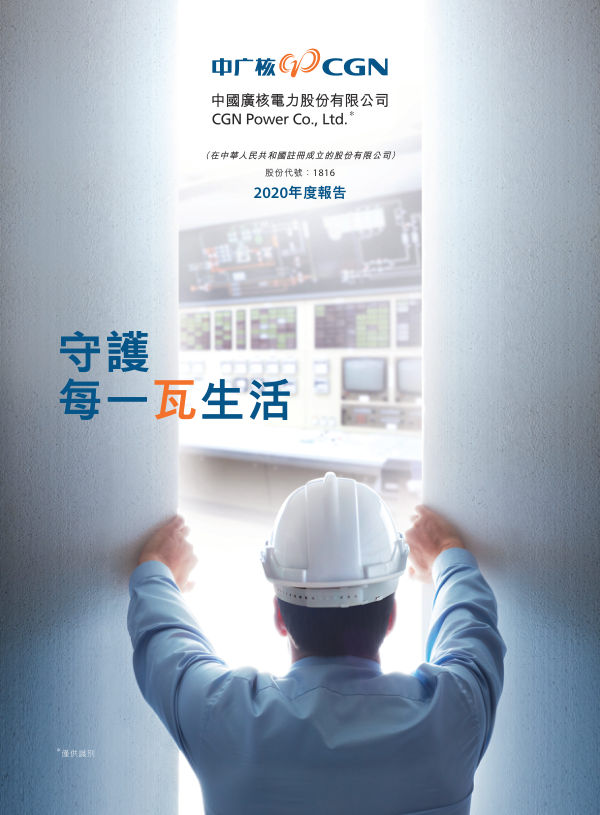 中广核 CGN
中國廣核電力股份有限公司
CGN Power Co., Ltd.*
（在中華人民共和國註冊成立的股份有限公司）
股份代號：1816
2020年度報告
守護
每一瓦生活
*僅供識別